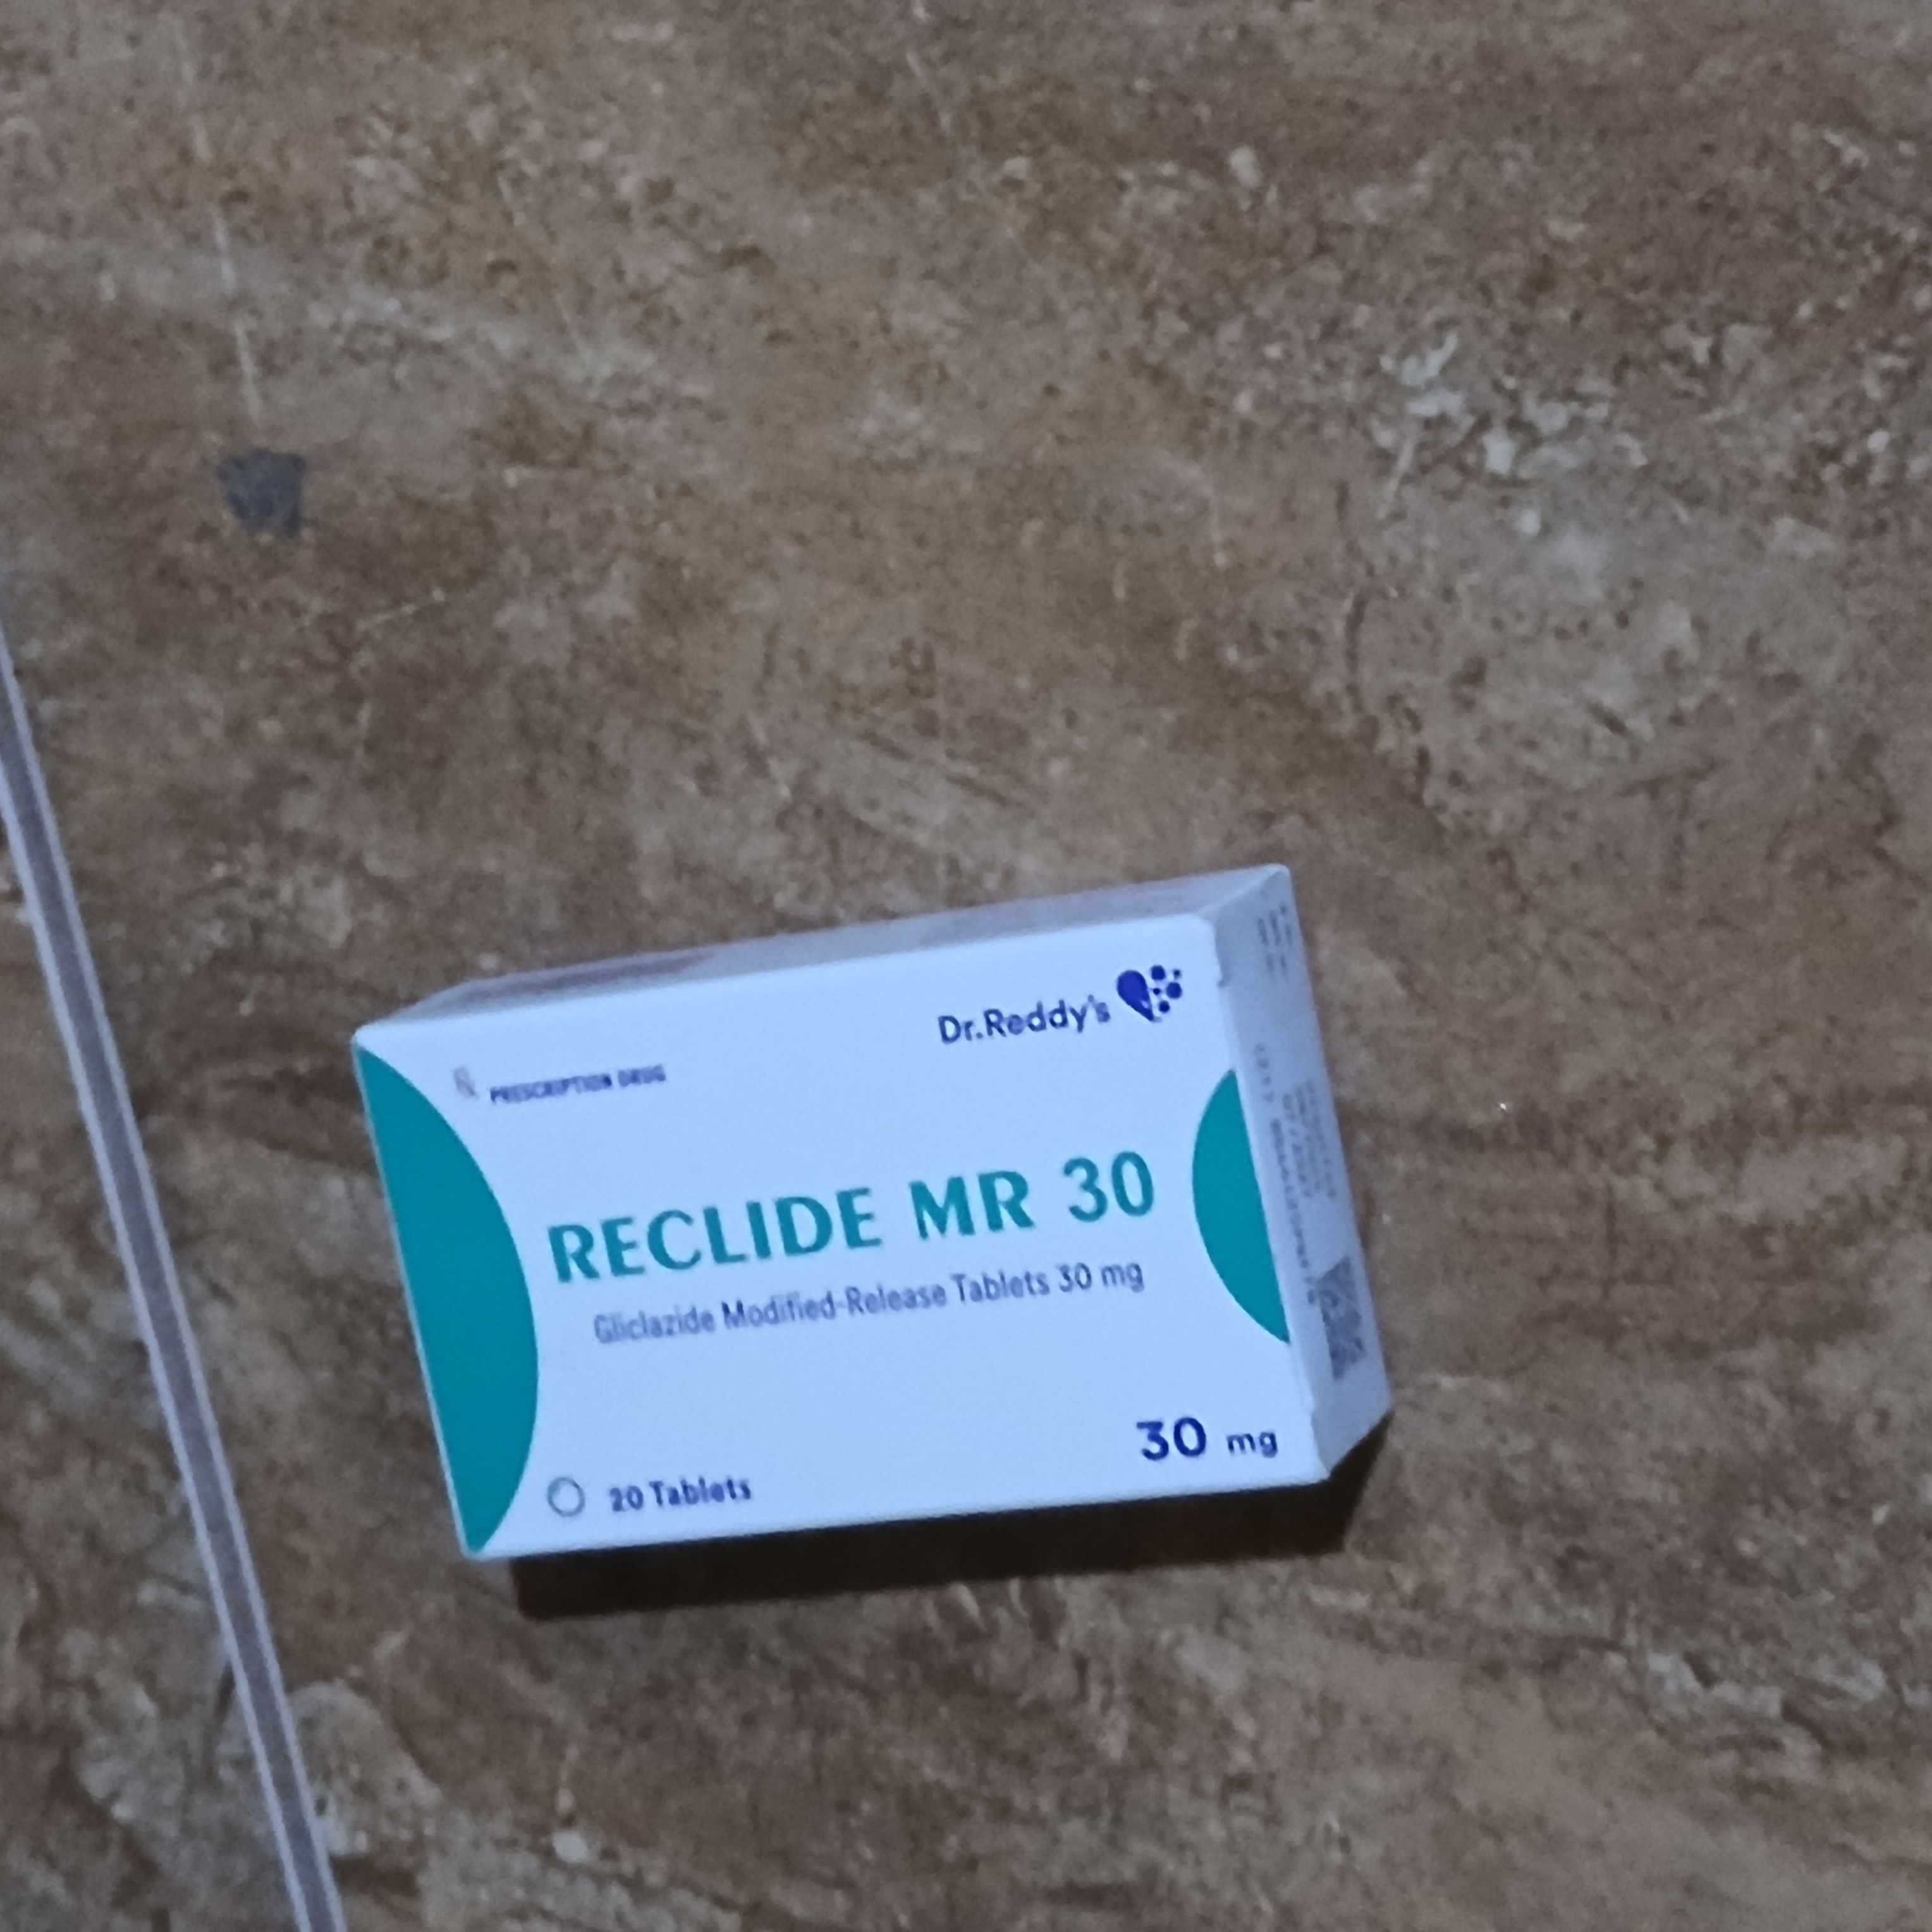 PRESCRIPTION DRUG
Dr.Reddy's
RECLIDE MR 30
Gliclazide Modified-Release Tablets 30 mg
20 Tablets
30 mg